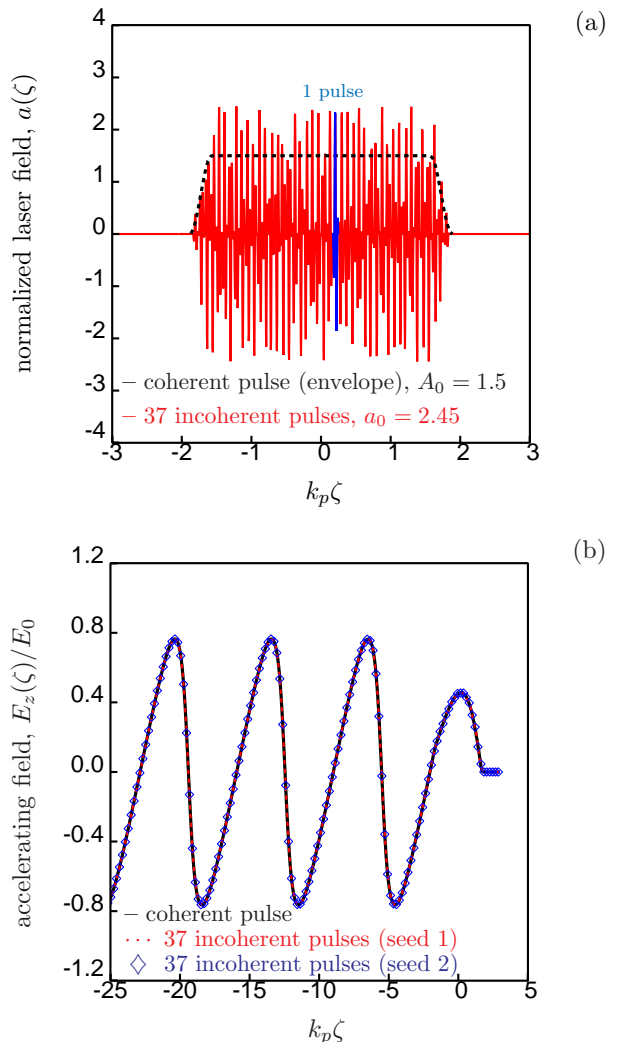 (a)
normalized laser field, a(ζ)
4
3
2
1
0
-1
-2
-3
-4
1 pulse
– coherent pulse (envelope), A₀ = 1.5
– 37 incoherent pulses, a₀ = 2.45
-3 -2 -1 0 1 2 3
kₚζ
(b)
accelerating field, E_z(ζ)/E₀
1.2
0.8
0.4
0.0
-0.4
-0.8
-1.2
– coherent pulse
··· 37 incoherent pulses (seed 1)
◇ 37 incoherent pulses (seed 2)
-25 -20 -15 -10 -5 0 5
kₚζ